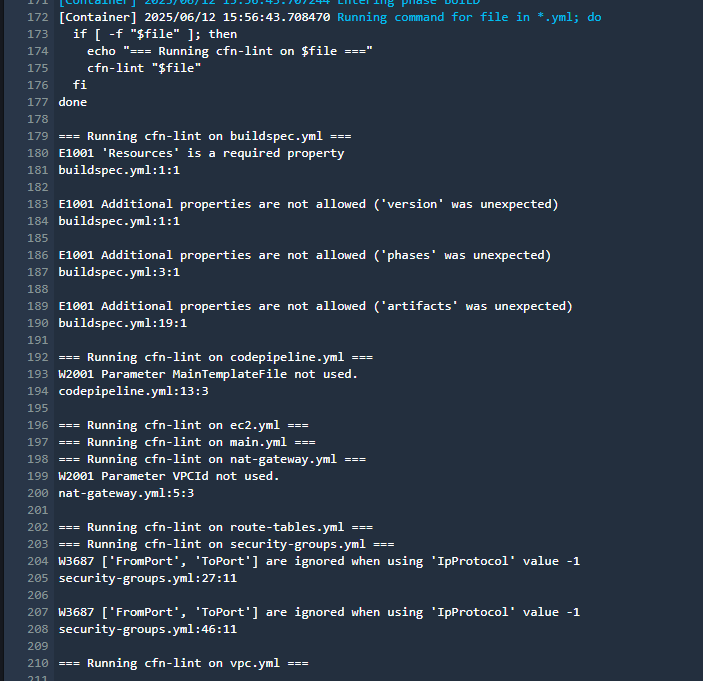 171 [Container] 2025/06/12 15:56:43.707244 Entering phase BUILD
172 [Container] 2025/06/12 15:56:43.708470 Running command for file in *.yml; do
173 if [ -f "$file" ]; then
174 echo "=== Running cfn-lint on $file ==="
175 cfn-lint "$file"
176 fi
177 done
178
179 === Running cfn-lint on buildspec.yml ===
180 E1001 'Resources' is a required property
181 buildspec.yml:1:1
182
183 E1001 Additional properties are not allowed ('version' was unexpected)
184 buildspec.yml:1:1
185
186 E1001 Additional properties are not allowed ('phases' was unexpected)
187 buildspec.yml:3:1
188
189 E1001 Additional properties are not allowed ('artifacts' was unexpected)
190 buildspec.yml:19:1
191
192 === Running cfn-lint on codepipeline.yml ===
193 W2001 Parameter MainTemplateFile not used.
194 codepipeline.yml:13:3
195
196 === Running cfn-lint on ec2.yml ===
197 === Running cfn-lint on main.yml ===
198 === Running cfn-lint on nat-gateway.yml ===
199 W2001 Parameter VPCId not used.
200 nat-gateway.yml:5:3
201
202 === Running cfn-lint on route-tables.yml ===
203 === Running cfn-lint on security-groups.yml ===
204 W3687 ['FromPort', 'ToPort'] are ignored when using 'IpProtocol' value -1
205 security-groups.yml:27:11
206
207 W3687 ['FromPort', 'ToPort'] are ignored when using 'IpProtocol' value -1
208 security-groups.yml:46:11
209
210 === Running cfn-lint on vpc.yml ===
211